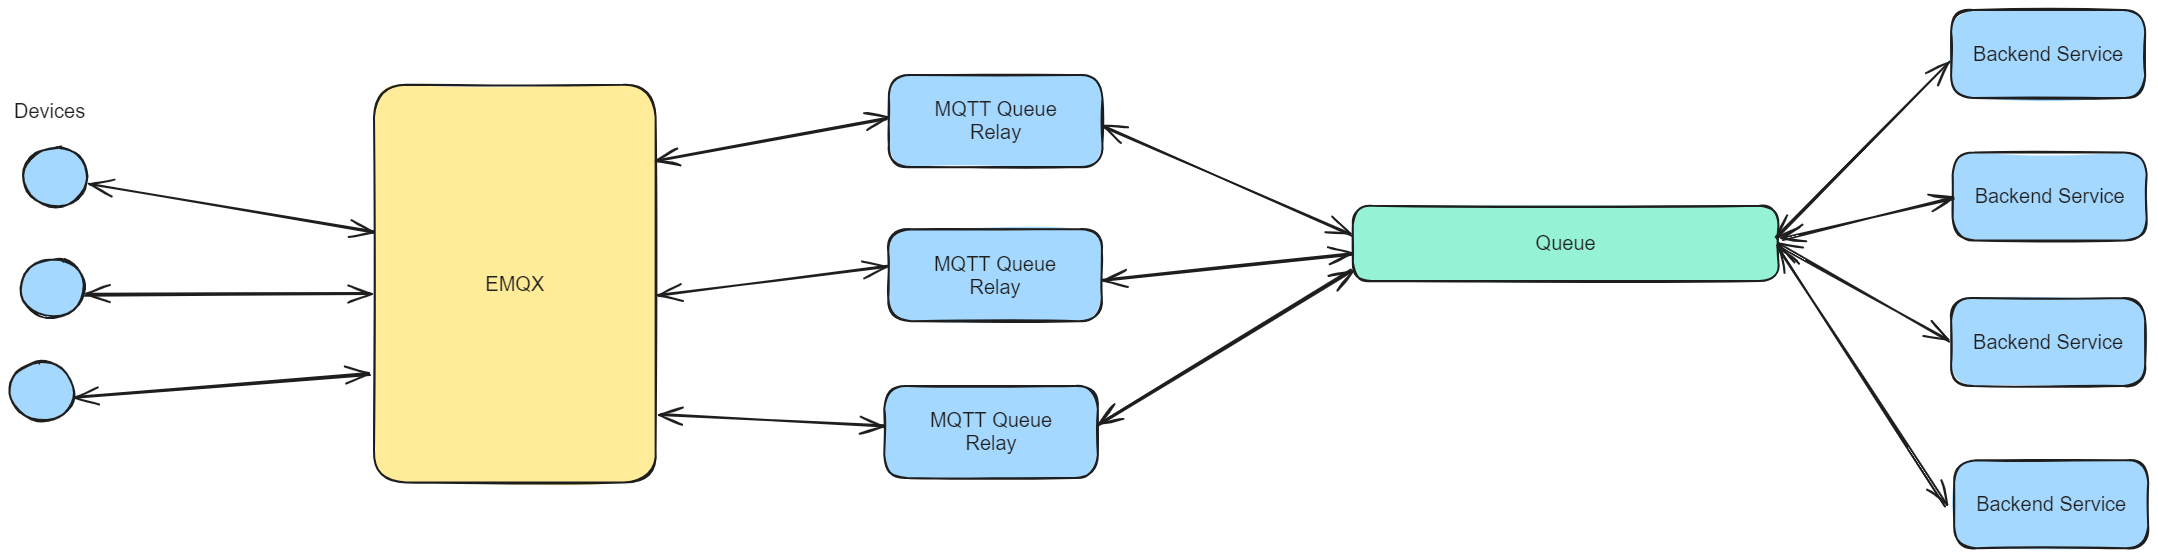 Devices
EMQX
MQTT Queue
Relay
MQTT Queue
Relay
MQTT Queue
Relay
Queue
Backend Service
Backend Service
Backend Service
Backend Service